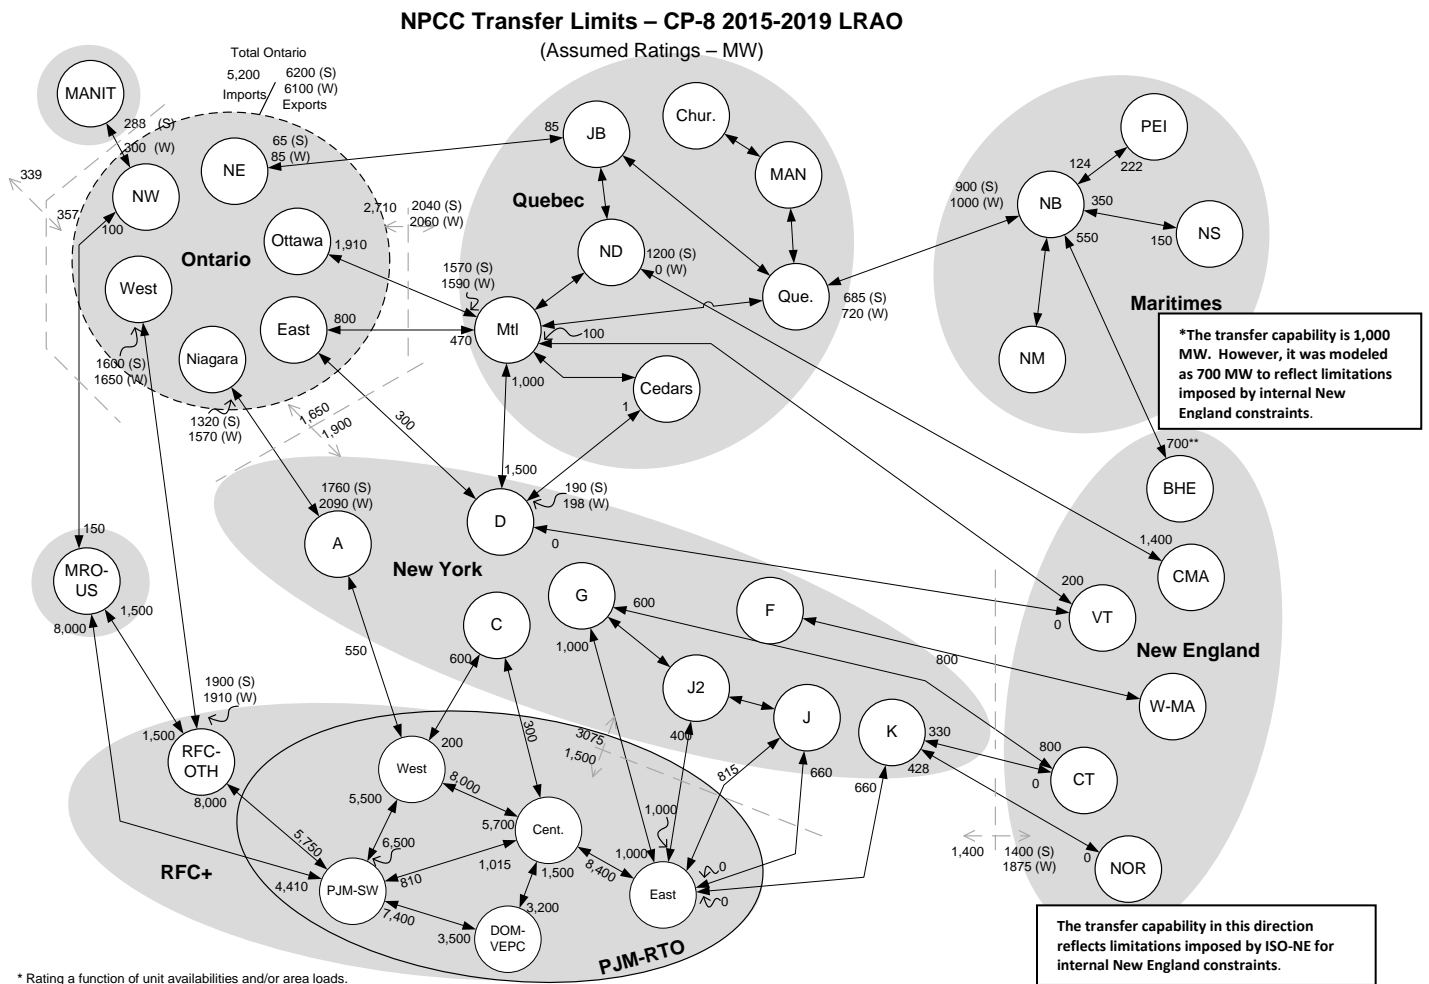 NPCC Transfer Limits – CP-8 2015-2019 LRAO
(Assumed Ratings – MW)
Total Ontario
5,200
Imports
6200 (S)
6100 (W)
Exports
MANIT
288 (S)
300 (W)
339
357
NW
100
NE
65 (S)
85 (W)
Ottawa
1,910
Ontario
West
1600 (S)
1650 (W)
East
800
Niagara
1320 (S)
1570 (W)
2,710
2040 (S)
2060 (W)
1,650
1,900
300
85
JB
Chur.
MAN
Quebec
ND
1200 (S)
0 (W)
1570 (S)
1590 (W)
Mtl
470
100
1,000
Que.
685 (S)
720 (W)
Cedars
1
PEI
124
222
900 (S)
1000 (W)
NB
350
550
150
NS
Maritimes
NM
*The transfer capability is 1,000
MW. However, it was modeled
as 700 MW to reflect limitations
imposed by internal New
England constraints.
700**
BHE
1,400
CMA
200
VT
0
New England
W-MA
800
CT
0
NOR
0
1,400
1400 (S)
1875 (W)
The transfer capability in this direction
reflects limitations imposed by ISO-NE for
internal New England constraints.
1760 (S)
2090 (W)
A
1,500
190 (S)
198 (W)
D
0
New York
550
C
600
300
G
600
1,000
F
800
J2
400
J
660
815
K
330
428
660
3075
1,500
150
MRO-
US
1,500
8,000
1900 (S)
1910 (W)
1,500
RFC-
OTH
8,000
RFC+
5,750
200
West
8,000
5,500
6,500
5,700
Cent.
1,015
1,500
8,400
4,410
PJM-SW
810
7,400
3,200
3,500
DOM-
VEPC
1,000
1,000
East
0
0
PJM-RTO
* Rating a function of unit availabilities and/or area loads.